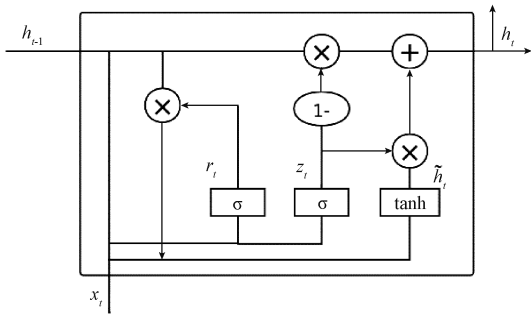 h_{t-1}
h_t
×
+
×
1-
×
r_t
z_t
h̃_t
σ
σ
tanh
x_t